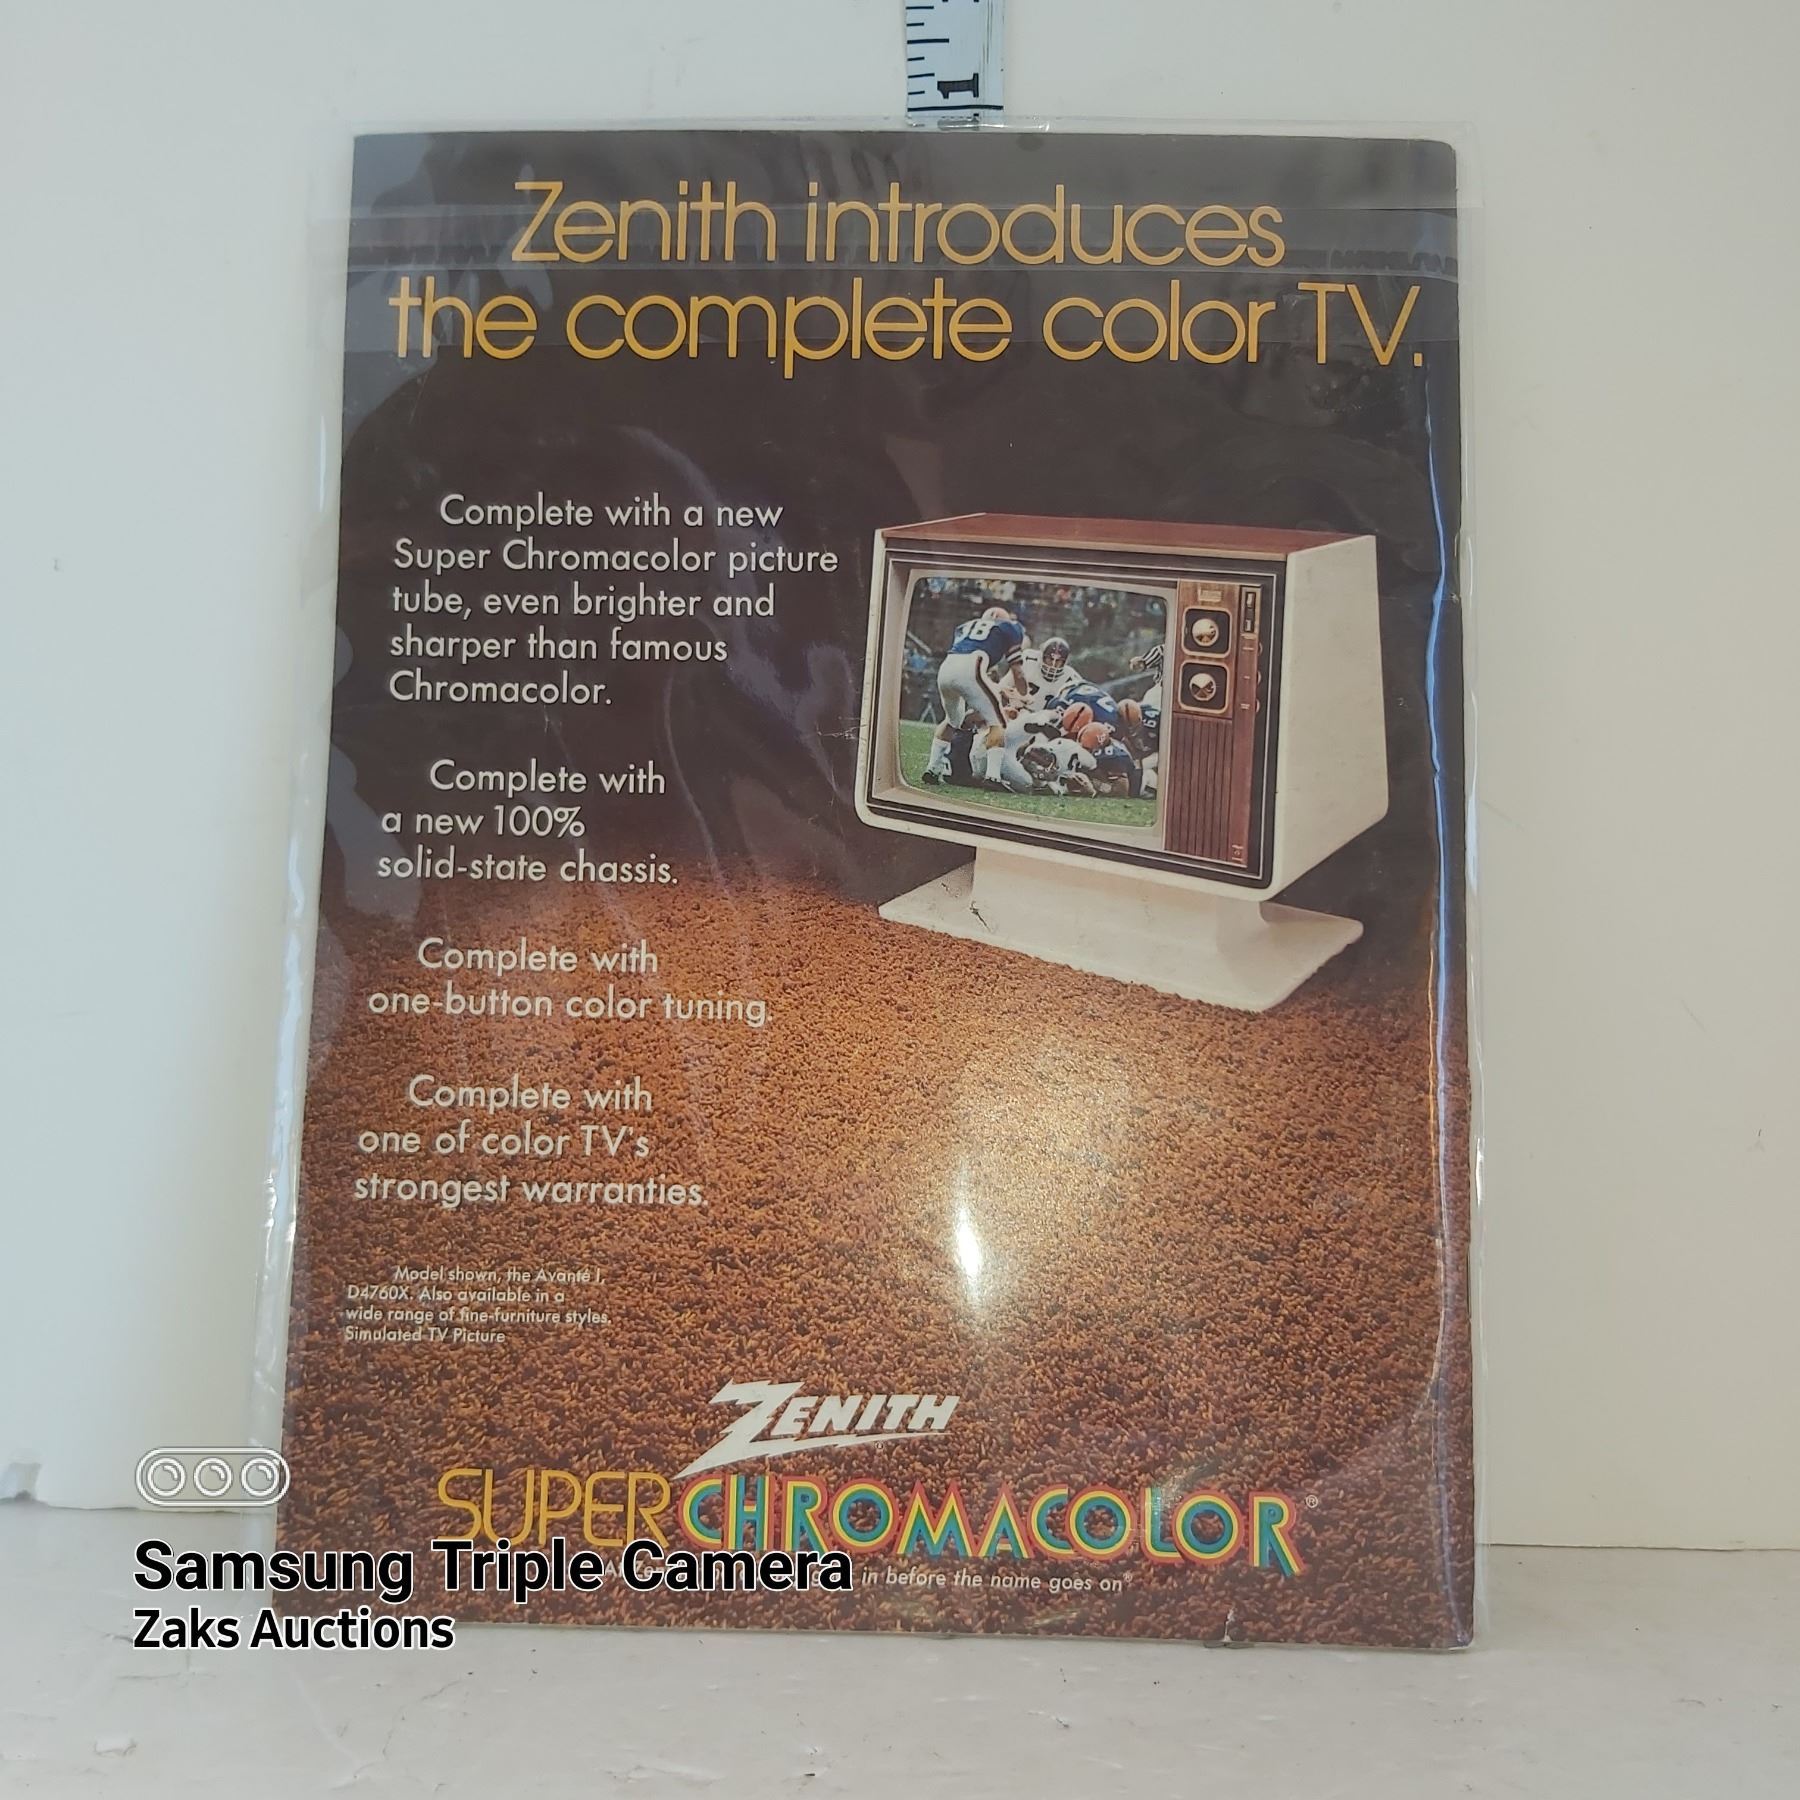 1
Zenith introduces
the complete color TV.
Complete with a new
Super Chromacolor picture
tube, even brighter and
sharper than famous
Chromacolor.
Complete with
a new 100%
solid-state chassis.
Complete with
one-button color tuning.
Complete with
one of color TV's
strongest warranties.
Model shown, the Avanté I,
D4760X. Also available in a
wide range of fine-furniture styles.
Simulated TV Picture
ZENITH
SUPER CHROMACOLOR®
in before the name goes on®
Samsung Triple Camera
Zaks Auctions